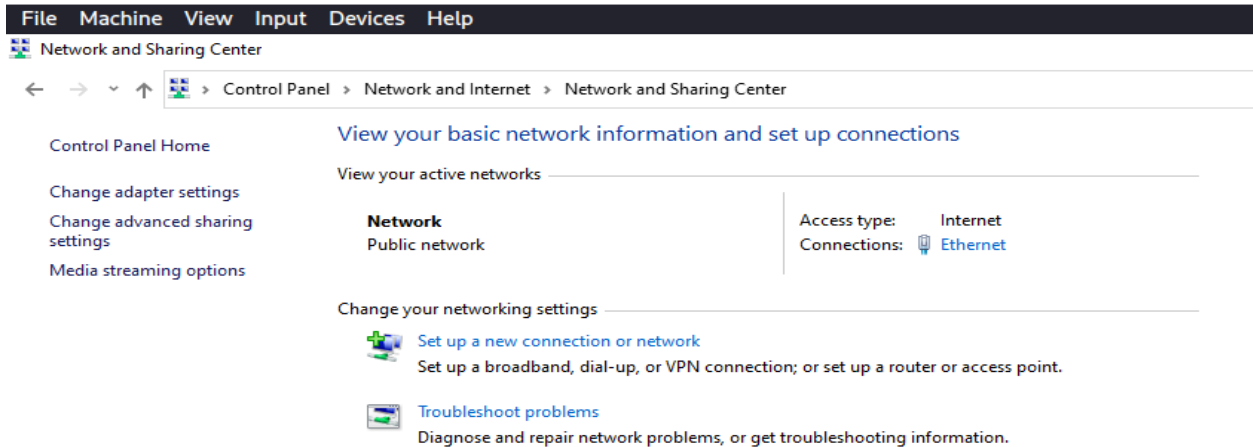 File Machine View Input Devices Help
Network and Sharing Center
Control Panel > Network and Internet > Network and Sharing Center
Control Panel Home
Change adapter settings
Change advanced sharing
settings
Media streaming options
View your basic network information and set up connections
View your active networks
Network
Public network
Access type: Internet
Connections: Ethernet
Change your networking settings
Set up a new connection or network
Set up a broadband, dial-up, or VPN connection; or set up a router or access point.
Troubleshoot problems
Diagnose and repair network problems, or get troubleshooting information.